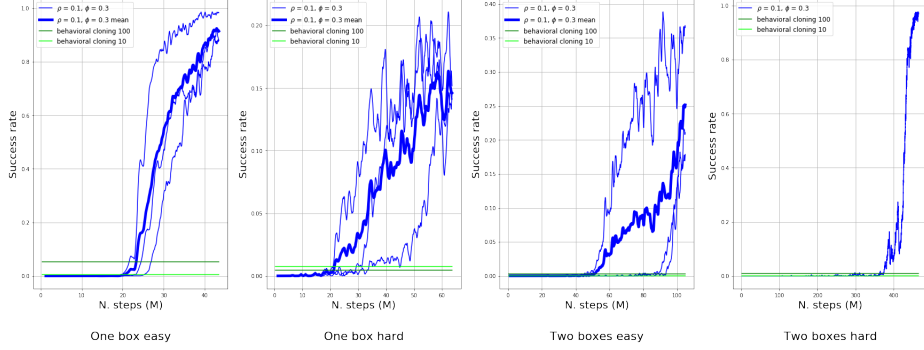 ρ = 0.1, ϕ = 0.3
ρ = 0.1, ϕ = 0.3 mean
behavioral cloning 100
behavioral cloning 10
1.0
0.8
0.6
0.4
0.2
0.0
Success rate
0 10 20 30 40
N. steps (M)
One box easy
ρ = 0.1, ϕ = 0.3
ρ = 0.1, ϕ = 0.3 mean
behavioral cloning 100
behavioral cloning 10
0.20
0.15
0.10
0.05
0.00
Success rate
0 10 20 30 40 50 60
N. steps (M)
One box hard
ρ = 0.1, ϕ = 0.3
ρ = 0.1, ϕ = 0.3 mean
behavioral cloning 100
behavioral cloning 10
0.40
0.35
0.30
0.25
0.20
0.15
0.10
0.05
0.00
Success rate
0 20 40 60 80 100
N. steps (M)
Two boxes easy
ρ = 0.1, ϕ = 0.3
behavioral cloning 100
behavioral cloning 10
1.0
0.8
0.6
0.4
0.2
0.0
Success rate
0 100 200 300 400
N. steps (M)
Two boxes hard